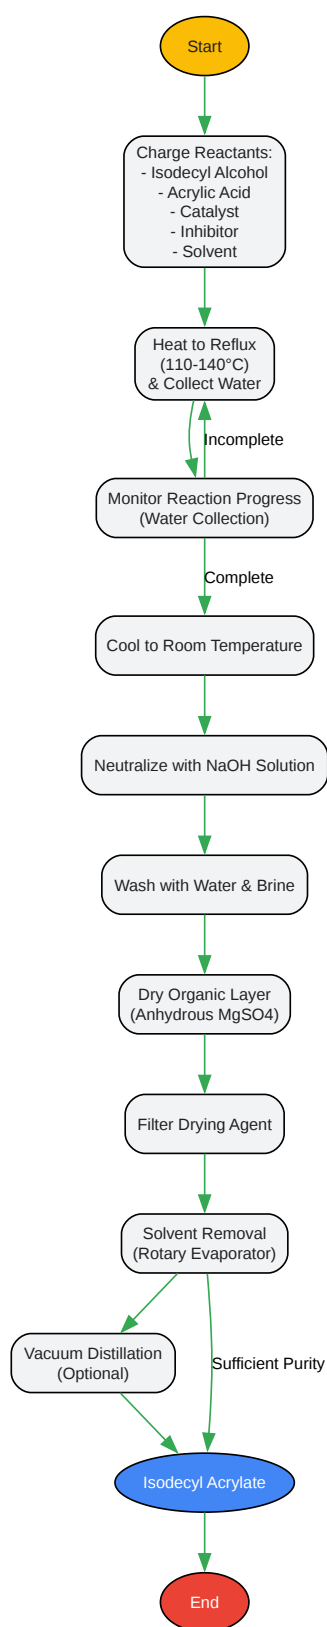 Start
Charge Reactants:
- Isodecyl Alcohol
- Acrylic Acid
- Catalyst
- Inhibitor
- Solvent
Heat to Reflux
(110-140°C)
& Collect Water
Incomplete
Monitor Reaction Progress
(Water Collection)
Complete
Cool to Room Temperature
Neutralize with NaOH Solution
Wash with Water & Brine
Dry Organic Layer
(Anhydrous MgSO4)
Filter Drying Agent
Solvent Removal
(Rotary Evaporator)
Vacuum Distillation
(Optional)
Sufficient Purity
Isodecyl Acrylate
End